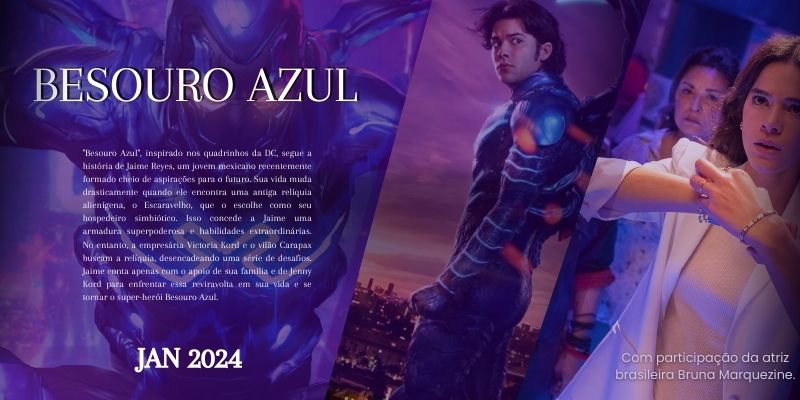 BESOURO AZUL
"Besouro Azul", inspirado nos quadrinhos da DC, segue a
história de Jaime Reyes, um jovem mexicano recentemente
formado cheio de aspirações para o futuro. Sua vida muda
drasticamente quando ele encontra uma antiga relíquia
alienígena, o Escaravelho, que o escolhe como seu
hospedeiro simbiótico. Isso concede a Jaime uma
armadura superpoderosa e habilidades extraordinárias.
No entanto, a empresária Victoria Kord e o vilão Carapax
buscam a relíquia, desencadeando uma série de desafios.
Jaime conta apenas com o apoio de sua família e de Jenny
Kord para enfrentar essa reviravolta em sua vida e se
tornar o super-herói Besouro Azul.
JAN 2024
Com participação da atriz
brasileira Bruna Marquezine.